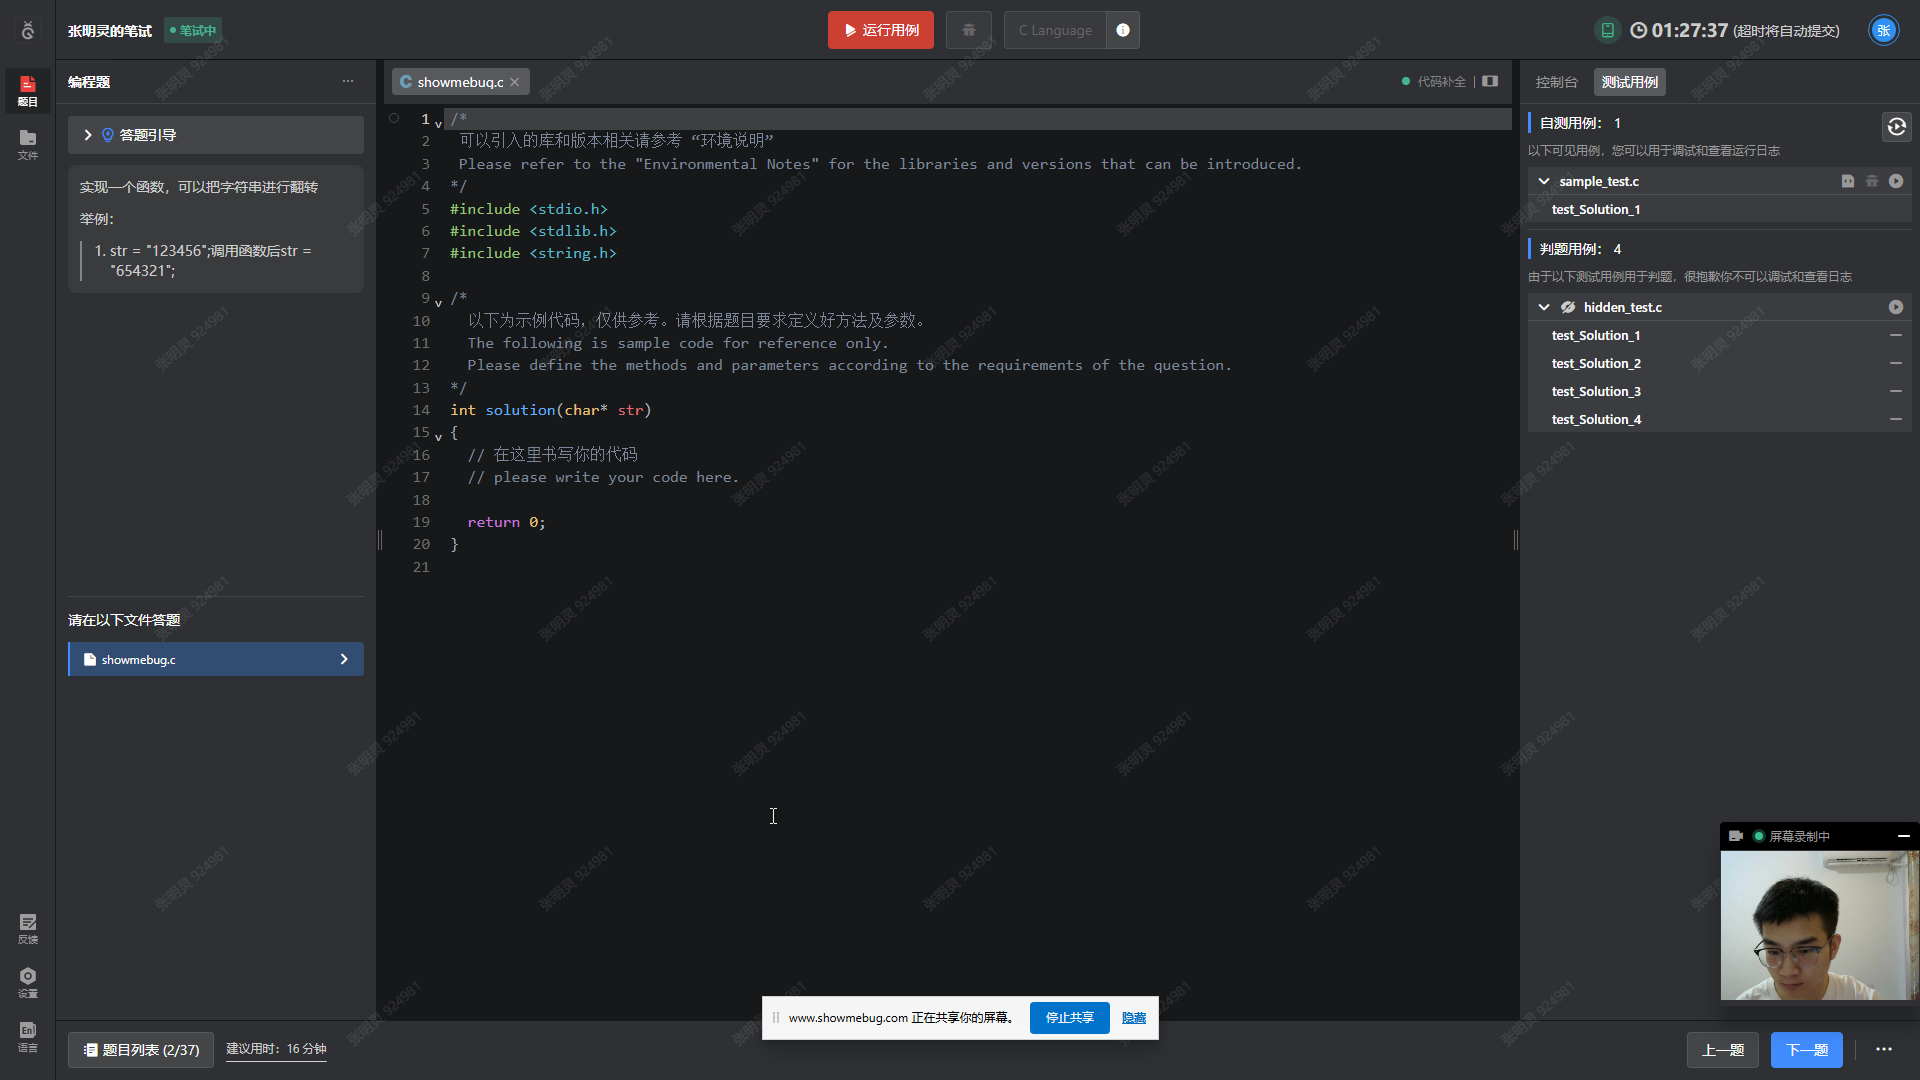 张明灵的笔试
笔试中
运行用例
C Language
01:27:37 (超时将自动提交)
张
题目
文件
反馈
设置
En
语言
编程题
答题引导
实现一个函数，可以把字符串进行翻转
举例：
1. str = "123456";调用函数后str =
"654321";
请在以下文件答题
showmebug.c
题目列表 (2/37)
建议用时：16 分钟
C showmebug.c
代码补全
1 /*
2 可以引入的库和版本相关请参考 “环境说明”
3 Please refer to the "Environmental Notes" for the libraries and versions that can be introduced.
4 */
5 #include <stdio.h>
6 #include <stdlib.h>
7 #include <string.h>
8
9 /*
10 以下为示例代码，仅供参考。请根据题目要求定义好方法及参数。
11 The following is sample code for reference only.
12 Please define the methods and parameters according to the requirements of the question.
13 */
14 int solution(char* str)
15 {
16 // 在这里书写你的代码
17 // please write your code here.
18
19 return 0;
20 }
21
控制台
测试用例
自测用例：1
以下可见用例，您可以用于调试和查看运行日志
sample_test.c
test_Solution_1
判题用例：4
由于以下测试用例用于判题，很抱歉你不可以调试和查看日志
hidden_test.c
test_Solution_1
test_Solution_2
test_Solution_3
test_Solution_4
屏幕录制中
www.showmebug.com 正在共享你的屏幕。
停止共享
隐藏
上一题
下一题
张明灵 924981